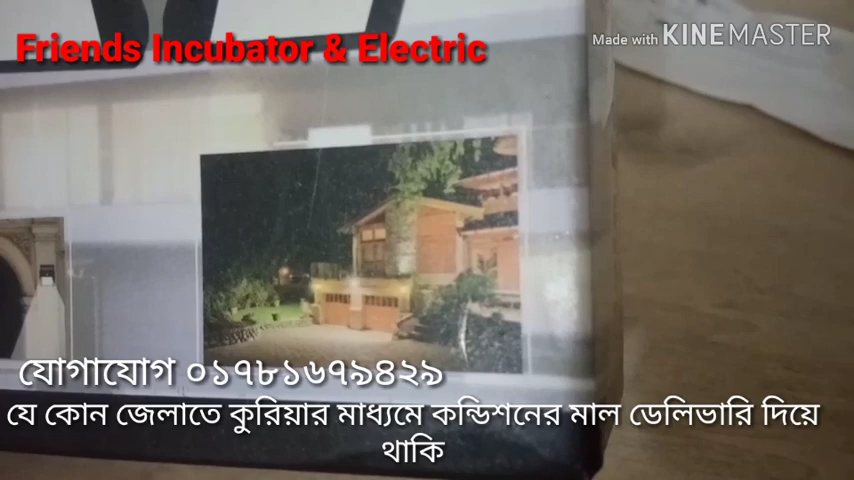 Friends Incubator & Electric
Made with KINEMASTER
যোগাযোগ ০১৭৮১৬৭৯৪২৯
যে কোন জেলাতে কুরিয়ার মাধ্যমে কন্ডিশনের মাল ডেলিভারি দিয়ে
থাকি